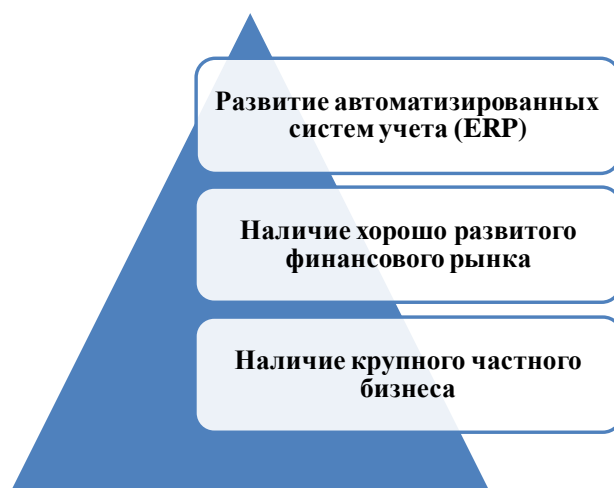 Развитие автоматизированных
систем учета (ERP)
Наличие хорошо развитого
финансового рынка
Наличие крупного частного
бизнеса